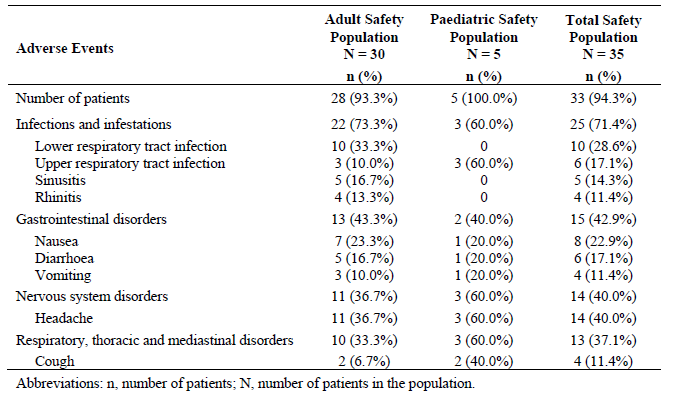 Adverse Events
Adult Safety Population N = 30 n (%)
Paediatric Safety Population N = 5 n (%)
Total Safety Population N = 35 n (%)
Number of patients 28 (93.3%) 5 (100.0%) 33 (94.3%)
Infections and infestations 22 (73.3%) 3 (60.0%) 25 (71.4%)
Lower respiratory tract infection 10 (33.3%) 0 10 (28.6%)
Upper respiratory tract infection 3 (10.0%) 3 (60.0%) 6 (17.1%)
Sinusitis 5 (16.7%) 0 5 (14.3%)
Rhinitis 4 (13.3%) 0 4 (11.4%)
Gastrointestinal disorders 13 (43.3%) 2 (40.0%) 15 (42.9%)
Nausea 7 (23.3%) 1 (20.0%) 8 (22.9%)
Diarrhoea 5 (16.7%) 1 (20.0%) 6 (17.1%)
Vomiting 3 (10.0%) 1 (20.0%) 4 (11.4%)
Nervous system disorders 11 (36.7%) 3 (60.0%) 14 (40.0%)
Headache 11 (36.7%) 3 (60.0%) 14 (40.0%)
Respiratory, thoracic and mediastinal disorders 10 (33.3%) 3 (60.0%) 13 (37.1%)
Cough 2 (6.7%) 2 (40.0%) 4 (11.4%)
Abbreviations: n, number of patients; N, number of patients in the population.